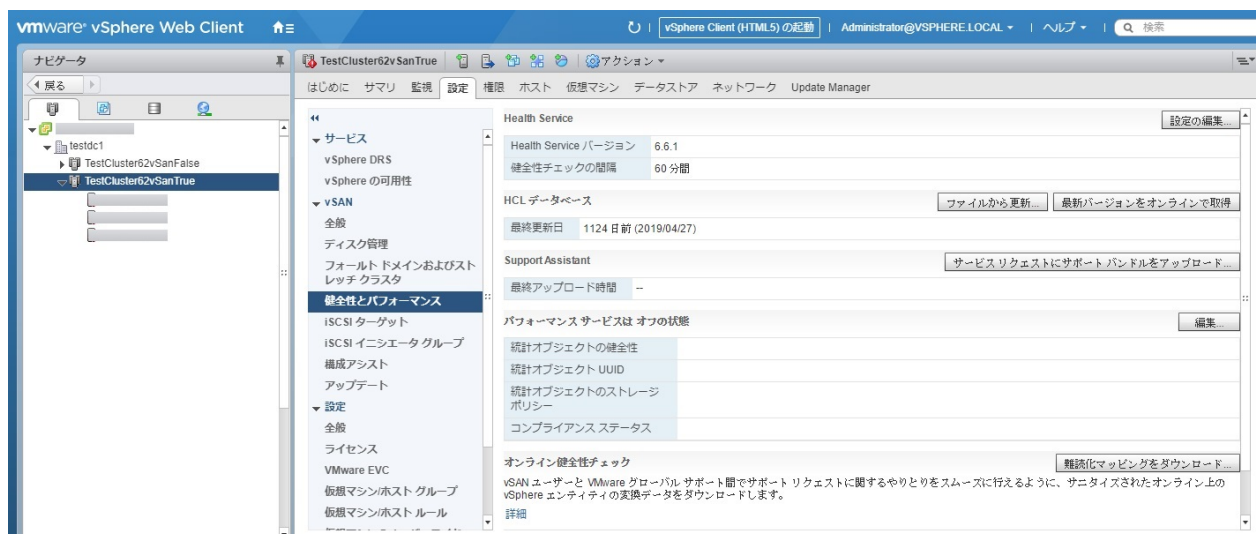 vmware® vSphere Web Client
vSphere Client (HTML5) の起動
Administrator@VSPHERE.LOCAL
ヘルプ
検索
ナビゲータ
戻る
testdc1
TestCluster62vSanFalse
TestCluster62vSanTrue
TestCluster62vSanTrue
アクション
はじめに サマリ 監視 設定 権限 ホスト 仮想マシン データストア ネットワーク Update Manager
サービス
vSphere DRS
vSphere の可用性
vSAN
全般
ディスク管理
フォールト ドメインおよびスト
レッチ クラスタ
健全性とパフォーマンス
iSCSI ターゲット
iSCSI イニシエータ グループ
構成アシスト
アップデート
設定
全般
ライセンス
VMware EVC
仮想マシン/ホスト グループ
仮想マシン/ホスト ルール
Health Service
設定の編集...
Health Service バージョン 6.6.1
健全性チェックの間隔 60 分間
HCL データベース
ファイルから更新...
最新バージョンをオンラインで取得
最終更新日 1124 日前 (2019/04/27)
Support Assistant
サービス リクエストにサポート バンドルをアップロード...
最終アップロード時間 --
パフォーマンス サービスは オフの状態
編集...
統計オブジェクトの健全性
統計オブジェクト UUID
統計オブジェクトのストレージ
ポリシー
コンプライアンス ステータス
オンライン健全性チェック
難読化マッピングをダウンロード...
vSAN ユーザーと VMware グローバル サポート間でサポート リクエストに関するやりとりをスムーズに行えるように、サニタイズされたオンライン上の
vSphere エンティティの変換データをダウンロードします。
詳細